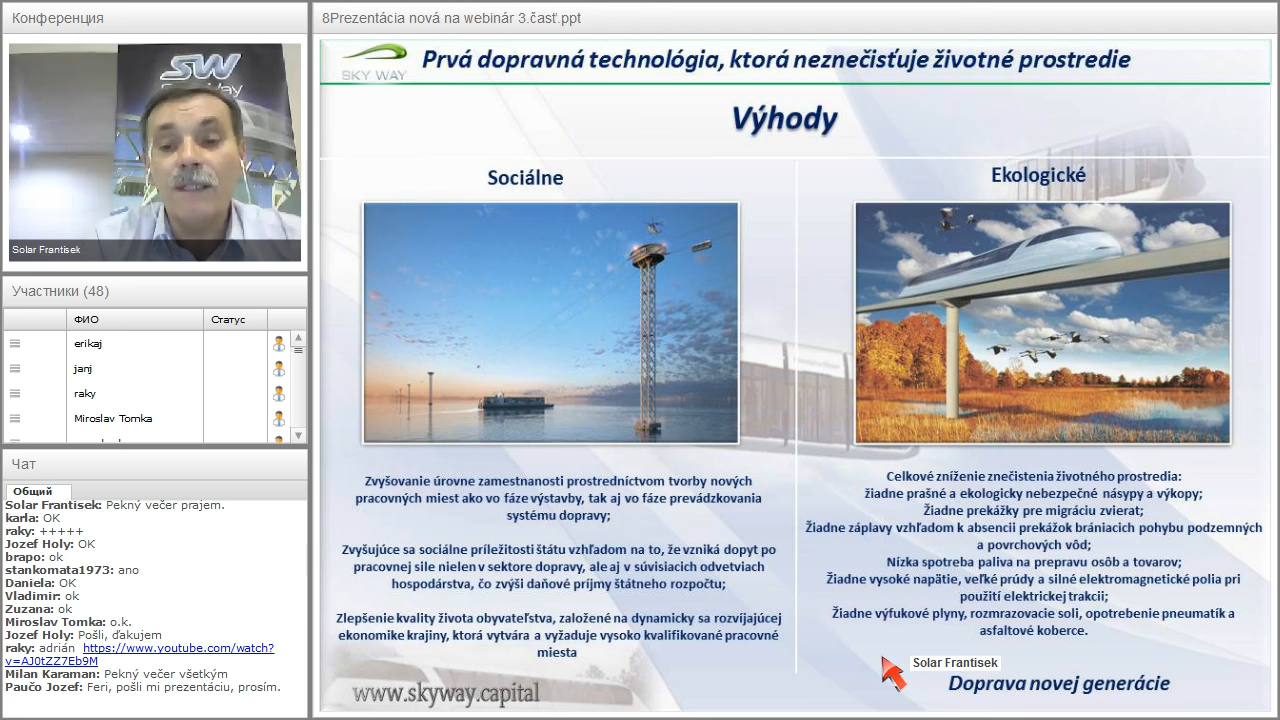 Конференция
SW
SkyWay
Solar Frantisek
Участники (48)
ФИО
Статус
erikaj
janj
raky
Miroslav Tomka
Чат
Общий
Solar Frantisek: Pekný večer prajem.
karla: OK
raky: +++++
Jozef Holy: OK
brapo: ok
stankomata1973: ano
Daniela: OK
Vladimir: ok
Zuzana: ok
Miroslav Tomka: o.k.
Jozef Holy: Pošli, ďakujem
raky: adrián https://www.youtube.com/watch?
v=AJ0tZZ7Eb9M
Milan Karaman: Pekný večer všetkým
Paučo Jozef: Feri, pošli mi prezentáciu, prosím.
8Prezentácia nová na webinár 3.časť.ppt
SKY WAY
Prvá dopravná technológia, ktorá neznečisťuje životné prostredie
Výhody
Sociálne
Zvyšovanie úrovne zamestnanosti prostredníctvom tvorby nových
pracovných miest ako vo fáze výstavby, tak aj vo fáze prevádzkovania
systému dopravy;
Zvyšujúce sa sociálne príležitosti štátu vzhľadom na to, že vzniká dopyt po
pracovnej sile nielen v sektore dopravy, ale aj v súvisiacich odvetviach
hospodárstva, čo zvýši daňové príjmy štátneho rozpočtu;
Zlepšenie kvality života obyvateľstva, založené na dynamicky sa rozvíjajúcej
ekonomike krajiny, ktorá vytvára a vyžaduje vysoko kvalifikované pracovné
miesta
Ekologické
Celkové zníženie znečistenia životného prostredia:
žiadne prašné a ekologicky nebezpečné násypy a výkopy;
Žiadne prekážky pre migráciu zvierat;
Žiadne záplavy vzhľadom k absencii prekážok brániacich pohybu podzemných
a povrchových vôd;
Nízka spotreba paliva na prepravu osôb a tovarov;
Žiadne vysoké napätie, veľké prúdy a silné elektromagnetické polia pri
použití elektrickej trakcii;
Žiadne výfukové plyny, rozmrazovacie soli, opotrebenie pneumatík a
asfaltové koberce.
Solar Frantisek
www.skyway.capital
Doprava novej generácie